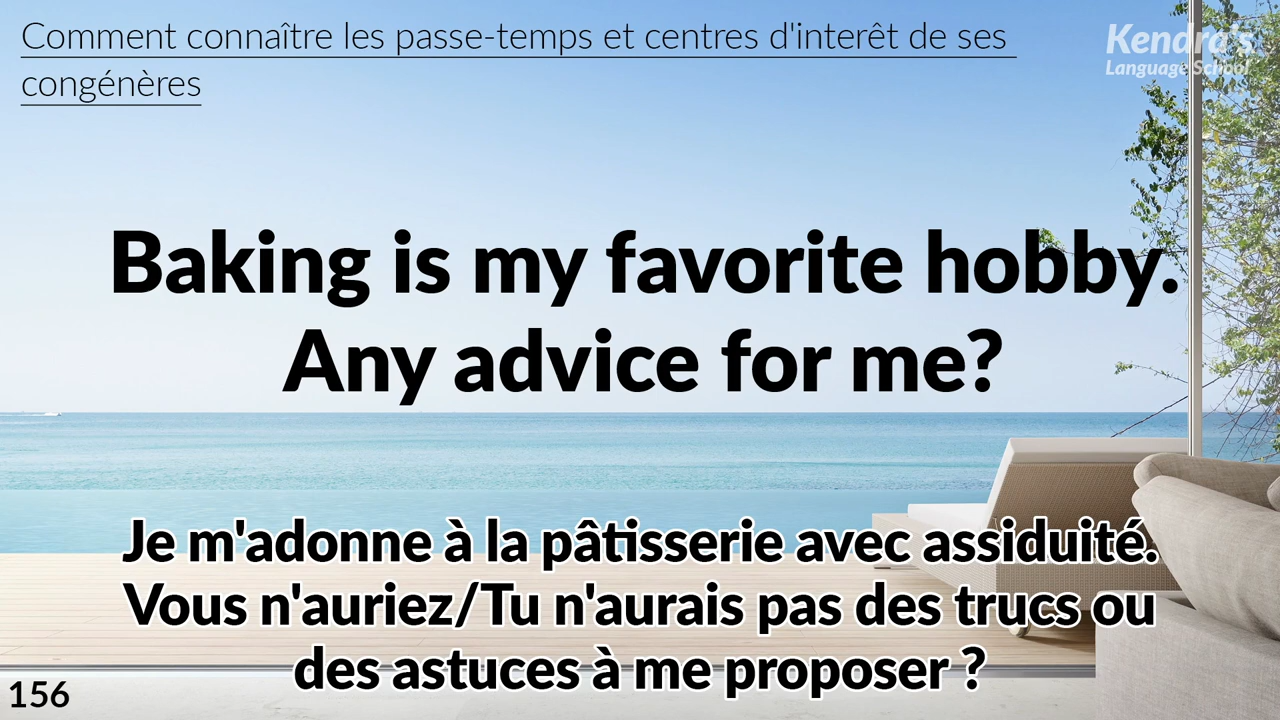 Comment connaître les passe-temps et centres d'interêt de ses
congénères
Kendra's
Language School
Baking is my favorite hobby.
Any advice for me?
Je m'adonne à la pâtisserie avec assiduité.
Vous n'auriez/Tu n'aurais pas des trucs ou
des astuces à me proposer ?
156